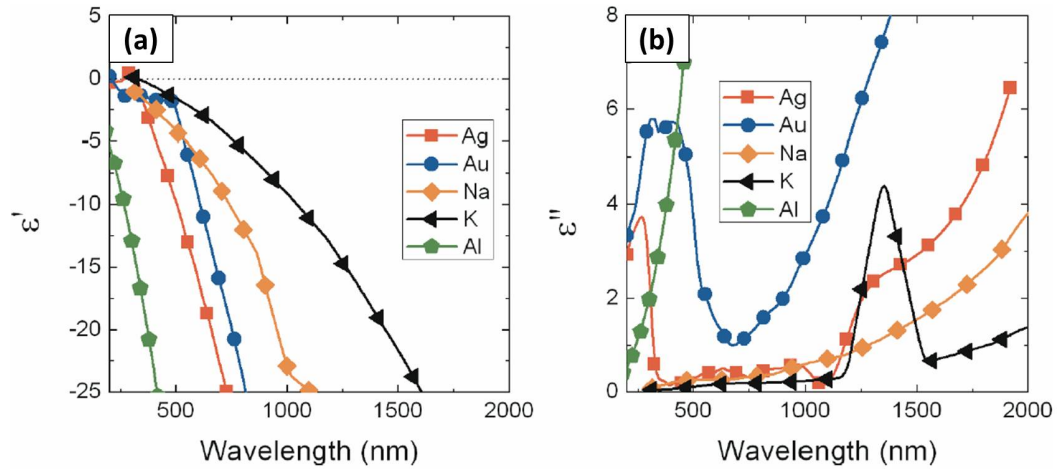 (a)
5
0
-5
-10
-15
-20
-25
ε'
500
1000
1500
2000
Wavelength (nm)
Ag
Au
Na
K
Al
(b)
8
6
4
2
0
ε"
500
1000
1500
2000
Wavelength (nm)
Ag
Au
Na
K
Al